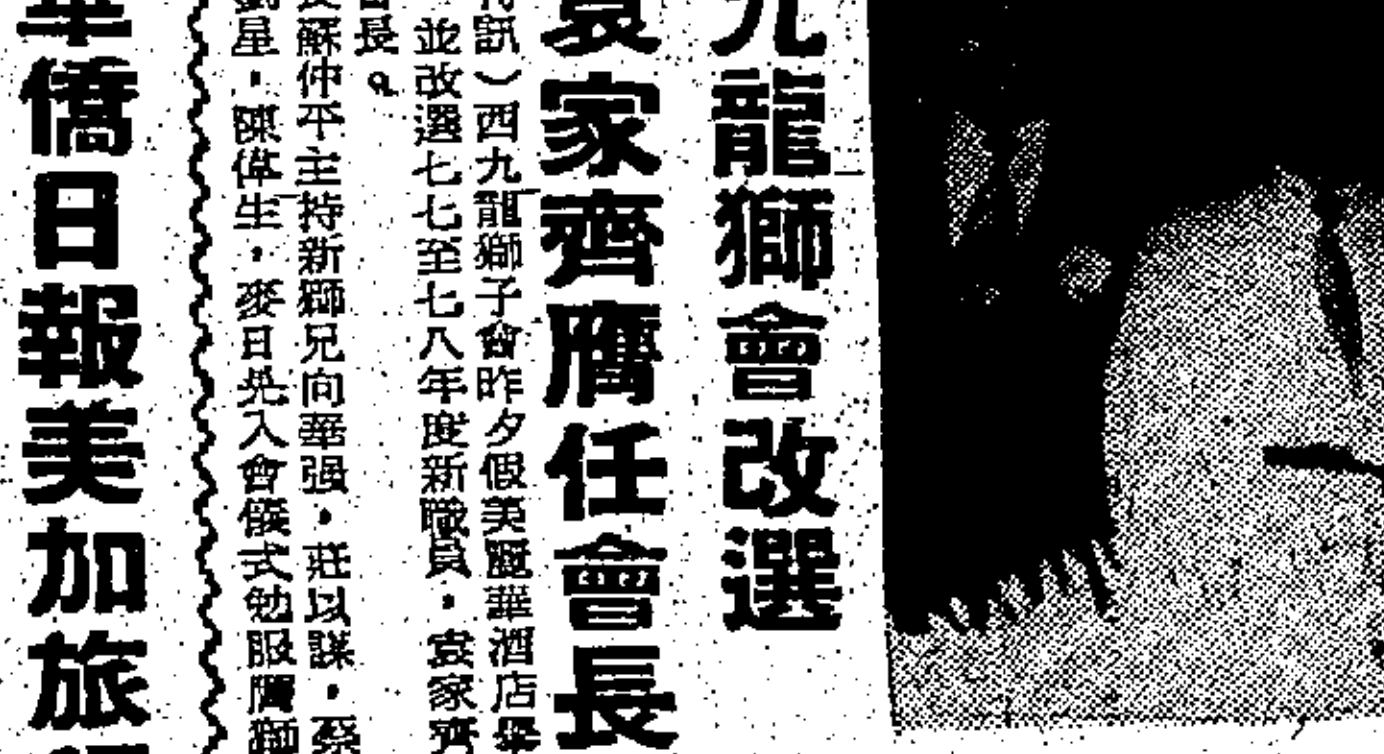 九龍獅會改選
袁家齊膺任會長
訊）西九龍獅子會昨夕假美麗華酒店舉
並改選七七至七八年度新職員，袁家齊
會長。
蘇仲平主持新獅兄向華强，莊以謀，蔡
劉星，陳偉生，麥日晃入會儀式勉服膺獅
華僑日報美加旅